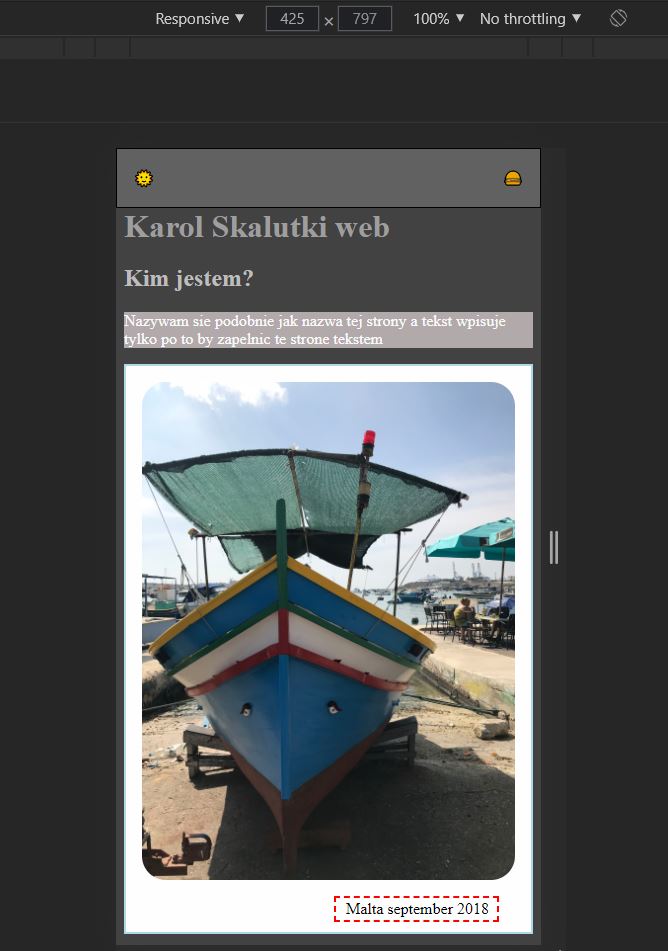 Responsive ▼ 425 × 797 100% ▼ No throttling ▼
Karol Skalutki web
Kim jestem?
Nazywam sie podobnie jak nazwa tej strony a tekst wpisuje
tylko po to by zapelnic te strone tekstem
Malta september 2018